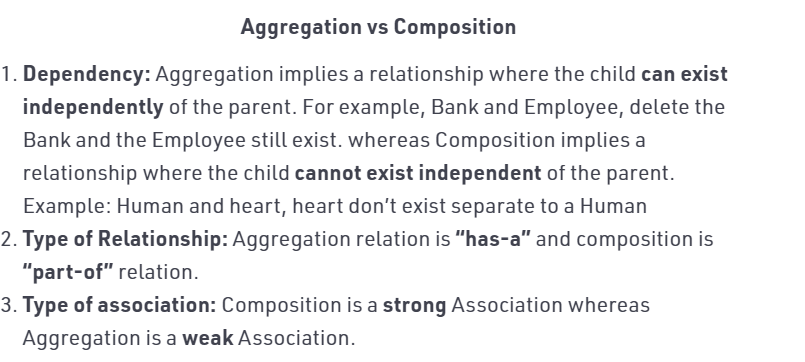 Aggregation vs Composition
1. Dependency: Aggregation implies a relationship where the child can exist
independently of the parent. For example, Bank and Employee, delete the
Bank and the Employee still exist. whereas Composition implies a
relationship where the child cannot exist independent of the parent.
Example: Human and heart, heart don’t exist separate to a Human
2. Type of Relationship: Aggregation relation is “has-a” and composition is
“part-of” relation.
3. Type of association: Composition is a strong Association whereas
Aggregation is a weak Association.